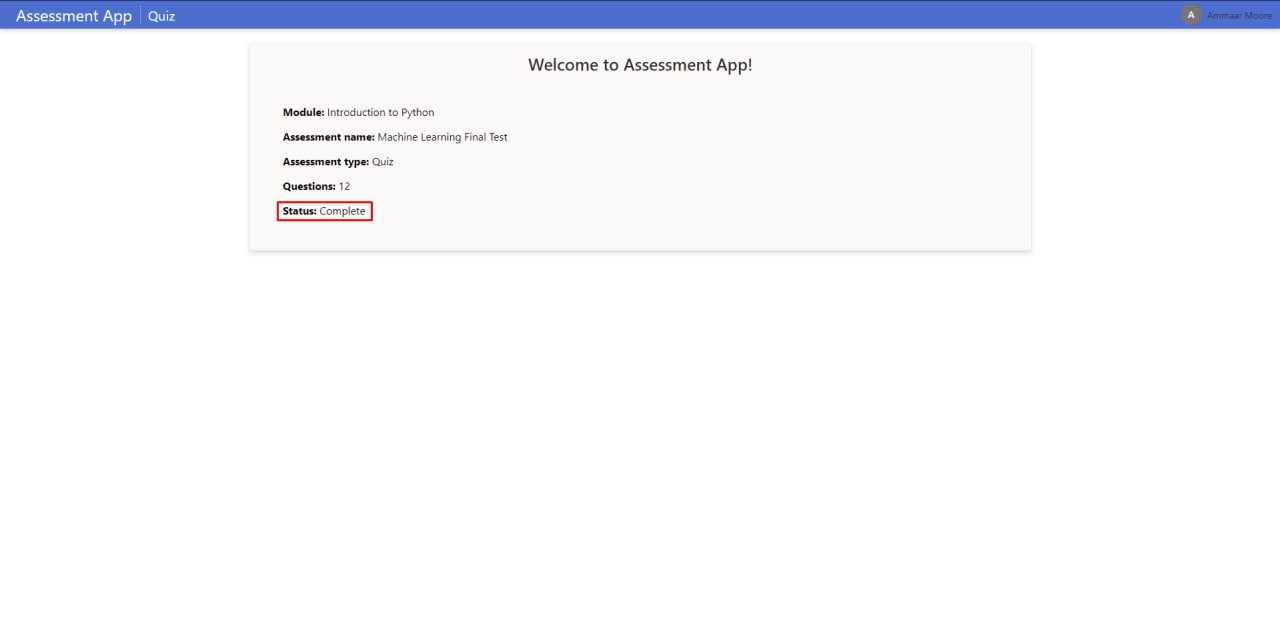 Assessment App | Quiz
A Ammaar Moore
Welcome to Assessment App!
Module: Introduction to Python
Assessment name: Machine Learning Final Test
Assessment type: Quiz
Questions: 12
Status: Complete